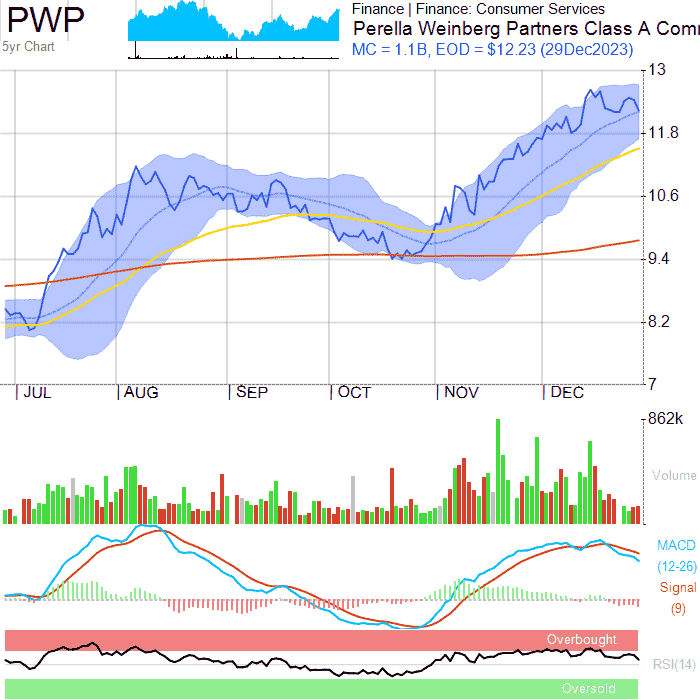 PWP
5yr Chart
Finance | Finance: Consumer Services
Perella Weinberg Partners Class A Com
MC = 1.1B, EOD = $12.23 (29Dec2023)
13
11.8
10.6
9.4
8.2
7
JUL AUG SEP OCT NOV DEC
862k
Volume
MACD
(12-26)
Signal
(9)
Overbought
RSI(14)
Oversold